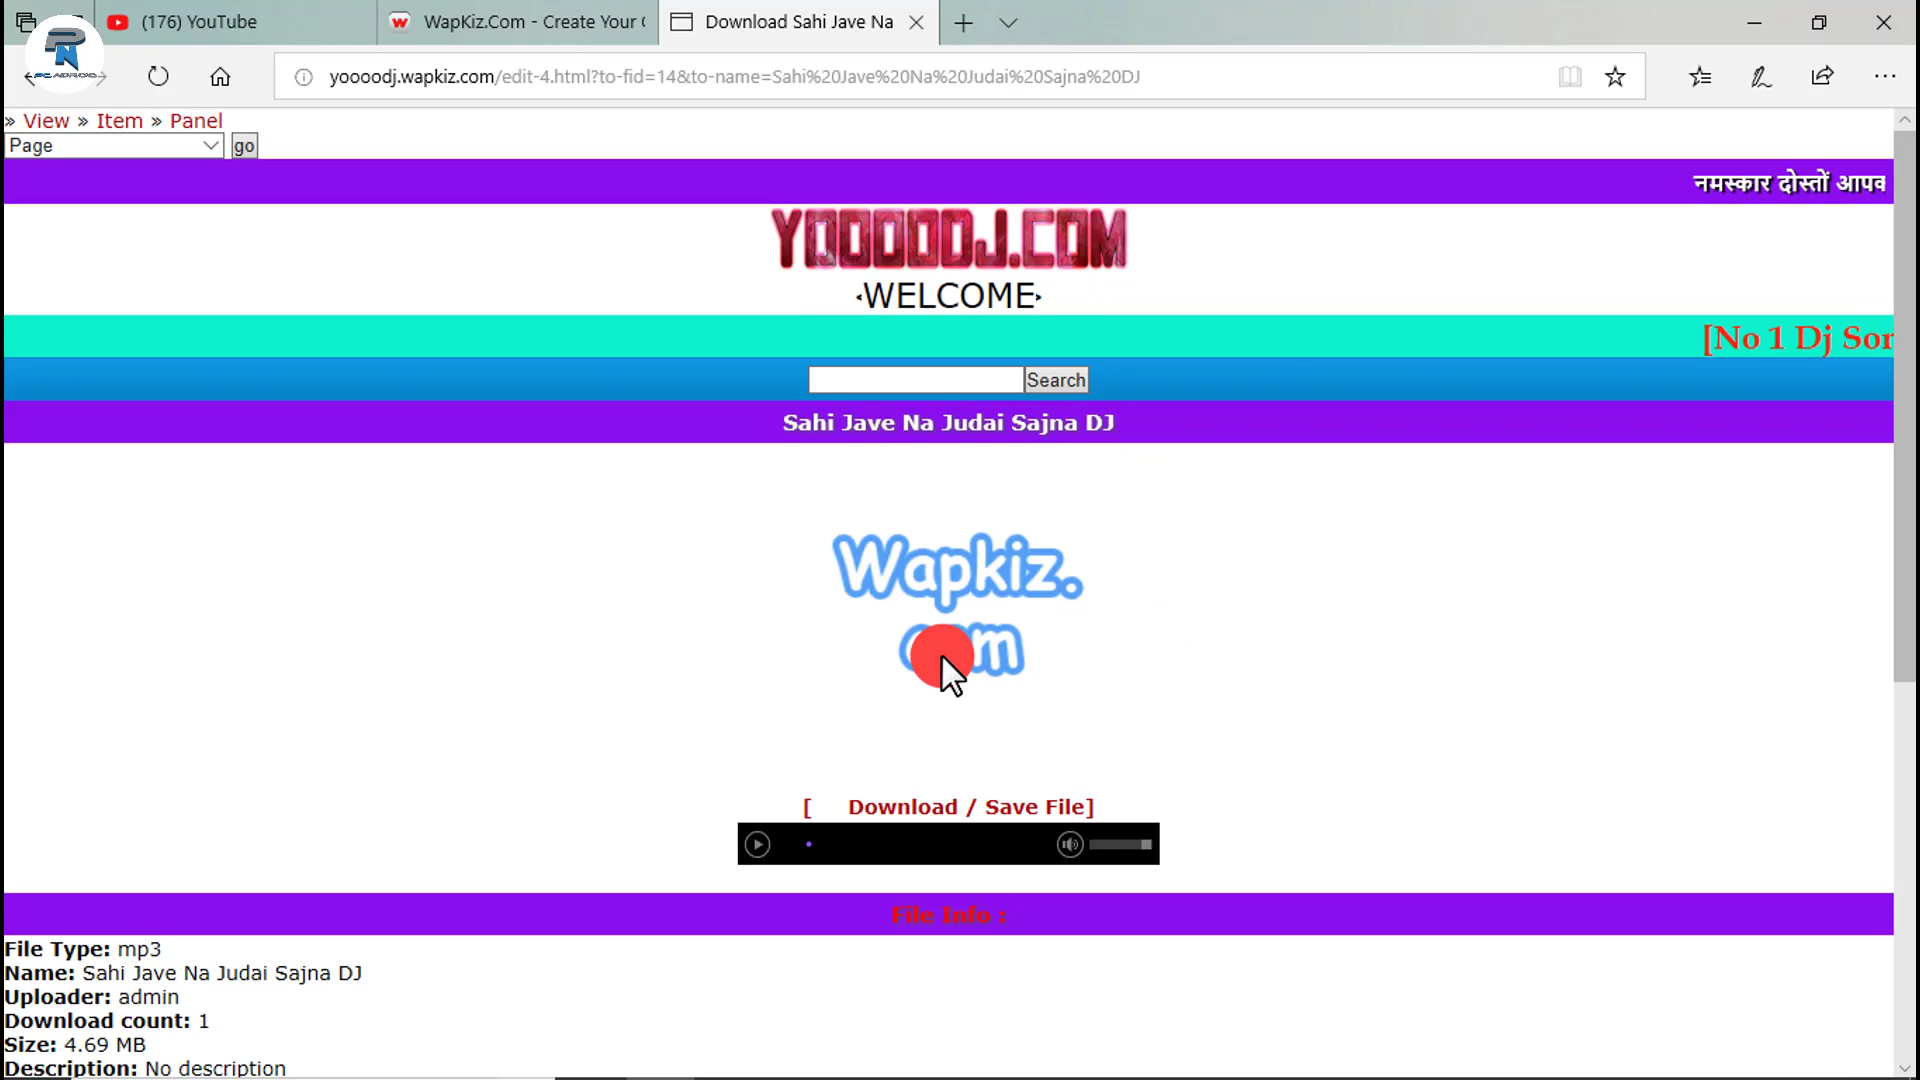 (176) YouTube
WapKiz.Com - Create Your
Download Sahi Jave Na
yoooodj.wapkiz.com/edit-4.html?to-fid=14&to-name=Sahi%20Jave%20Na%20Judai%20Sajna%20DJ
» View » Item » Panel
Page
go
नमस्कार दोस्तों आपव
YOOOODJ.COM
WELCOME
[No 1 Dj Sor
Search
Sahi Jave Na Judai Sajna DJ
Wapkiz.
[ Download / Save File]
File Info :
File Type: mp3
Name: Sahi Jave Na Judai Sajna DJ
Uploader: admin
Download count: 1
Size: 4.69 MB
Description: No description